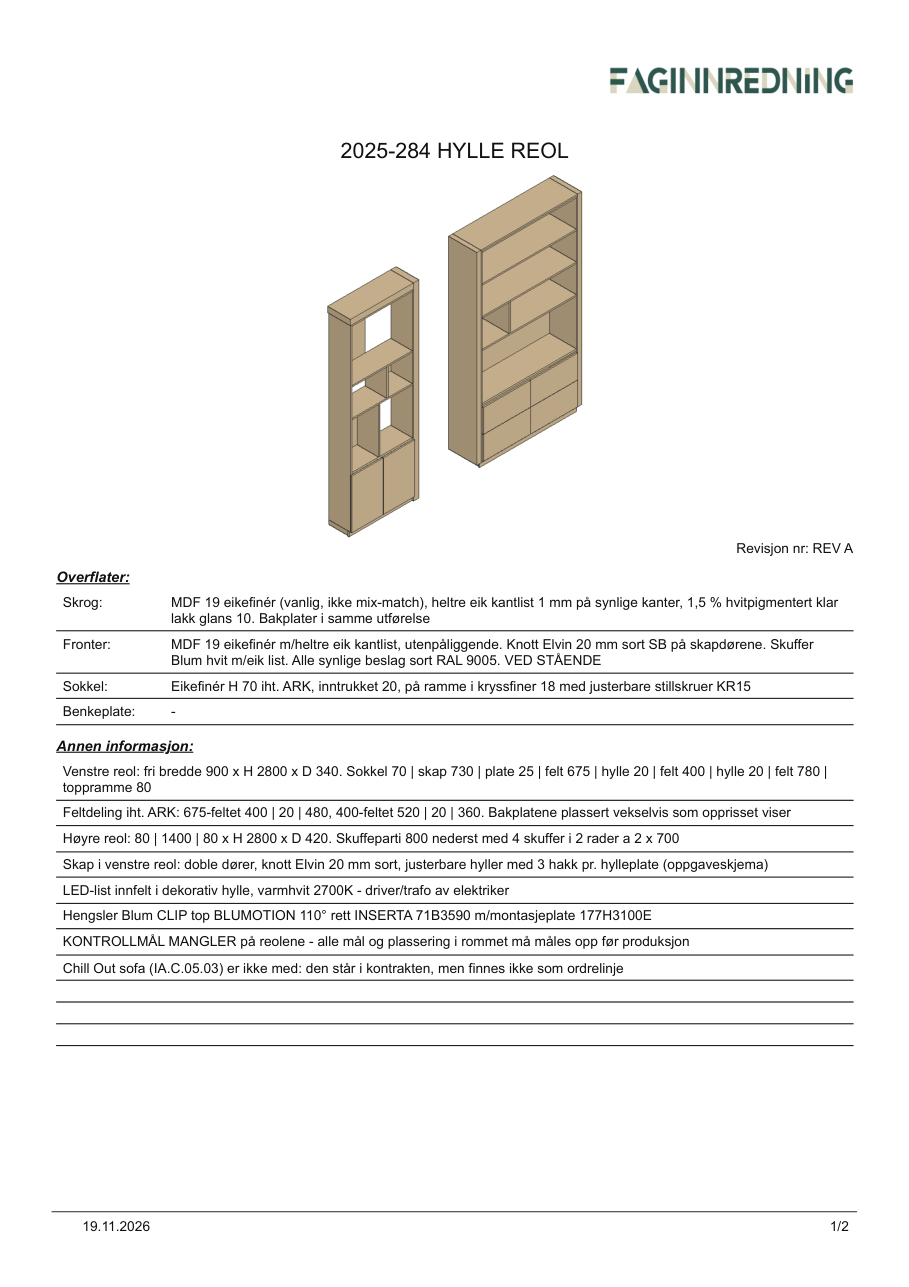 FAGINNREDNING
2025-284 HYLLE REOL
Revisjon nr: REV A
Overflater:
Skrog: MDF 19 eikefinér (vanlig, ikke mix-match), heltre eik kantlist 1 mm på synlige kanter, 1,5 % hvitpigmentert klar
lakk glans 10. Bakplater i samme utførelse
Fronter: MDF 19 eikefinér m/heltre eik kantlist, utenpåliggende. Knott Elvin 20 mm sort SB på skapdørene. Skuffer
Blum hvit m/eik list. Alle synlige beslag sort RAL 9005. VED STÅENDE
Sokkel: Eikefinér H 70 iht. ARK, inntrukket 20, på ramme i kryssfiner 18 med justerbare stillskruer KR15
Benkeplate: -
Annen informasjon:
Venstre reol: fri bredde 900 x H 2800 x D 340. Sokkel 70 | skap 730 | plate 25 | felt 675 | hylle 20 | felt 400 | hylle 20 | felt 780 |
toppramme 80
Feltdeling iht. ARK: 675-feltet 400 | 20 | 480, 400-feltet 520 | 20 | 360. Bakplatene plassert vekselvis som opprisset viser
Høyre reol: 80 | 1400 | 80 x H 2800 x D 420. Skuffeparti 800 nederst med 4 skuffer i 2 rader a 2 x 700
Skap i venstre reol: doble dører, knott Elvin 20 mm sort, justerbare hyller med 3 hakk pr. hylleplate (oppgaveskjema)
LED-list innfelt i dekorativ hylle, varmhvit 2700K - driver/trafo av elektriker
Hengsler Blum CLIP top BLUMOTION 110° rett INSERTA 71B3590 m/montasjeplate 177H3100E
KONTROLLMÅL MANGLER på reolene - alle mål og plassering i rommet må måles opp før produksjon
Chill Out sofa (IA.C.05.03) er ikke med: den står i kontrakten, men finnes ikke som ordrelinje
19.11.2026
1/2